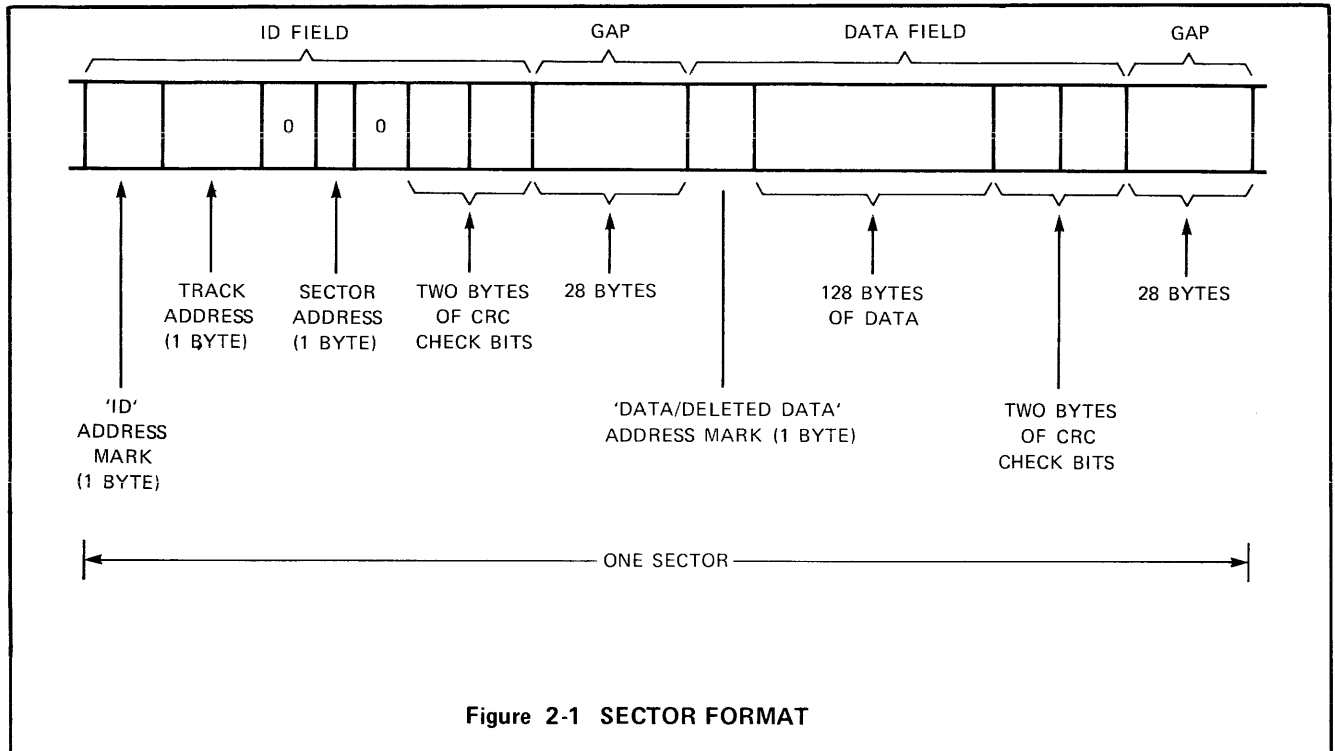 ID FIELD GAP DATA FIELD GAP
0 0
TRACK
ADDRESS
(1 BYTE)
SECTOR
ADDRESS
(1 BYTE)
TWO BYTES
OF CRC
CHECK BITS
28 BYTES
128 BYTES
OF DATA
28 BYTES
'ID'
ADDRESS
MARK
(1 BYTE)
'DATA/DELETED DATA'
ADDRESS MARK (1 BYTE)
TWO BYTES
OF CRC
CHECK BITS
ONE SECTOR
Figure 2-1 SECTOR FORMAT